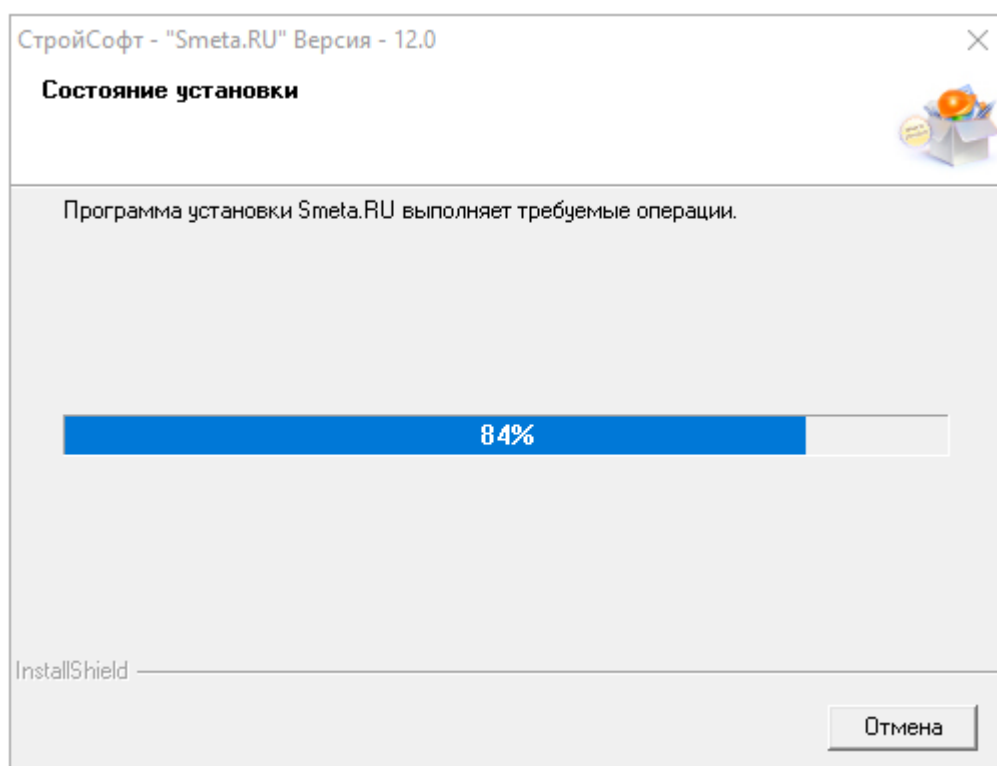 СтройСофт - "Smeta.RU" Версия - 12.0
Состояние установки
Программа установки Smeta.RU выполняет требуемые операции.
84%
InstallShield
Отмена